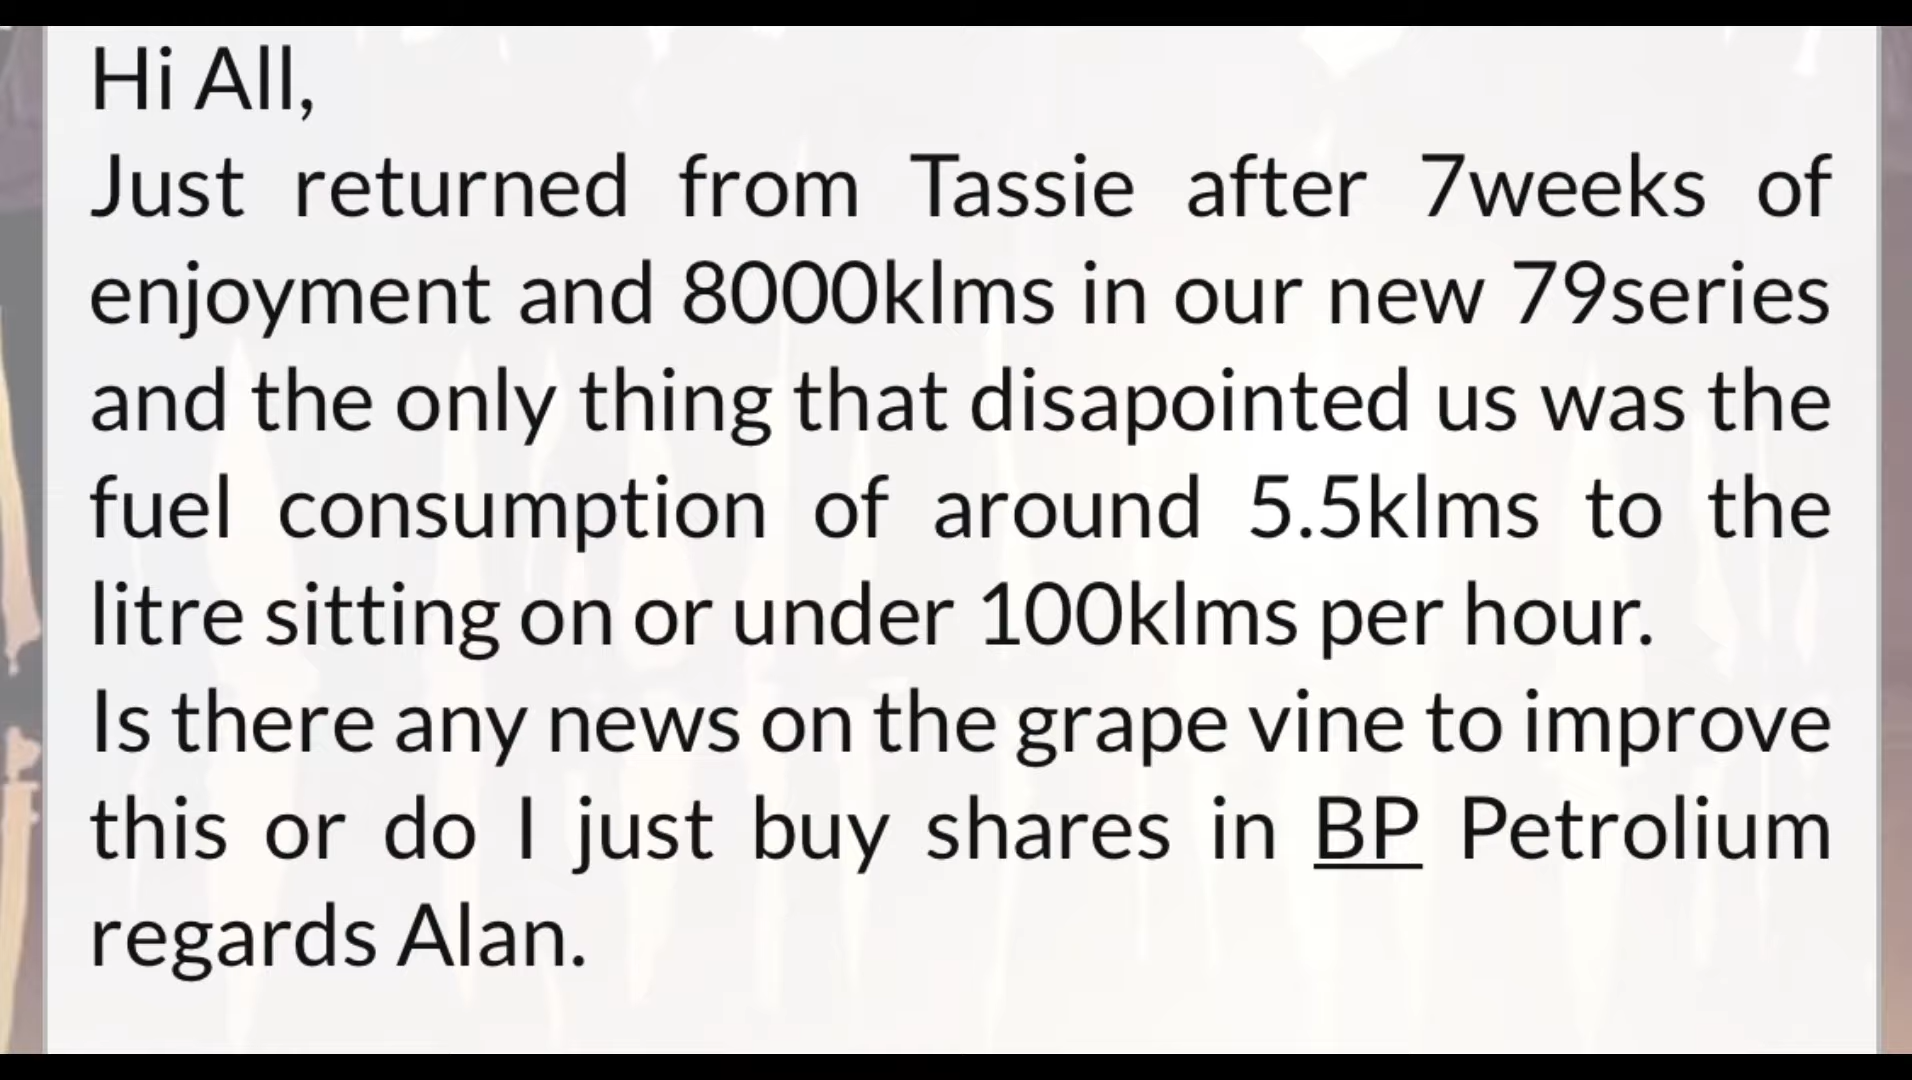 Hi All,
Just returned from Tassie after 7weeks of
enjoyment and 8000klms in our new 79series
and the only thing that disapointed us was the
fuel consumption of around 5.5klms to the
litre sitting on or under 100klms per hour.
Is there any news on the grape vine to improve
this or do I just buy shares in BP Petrolium
regards Alan.